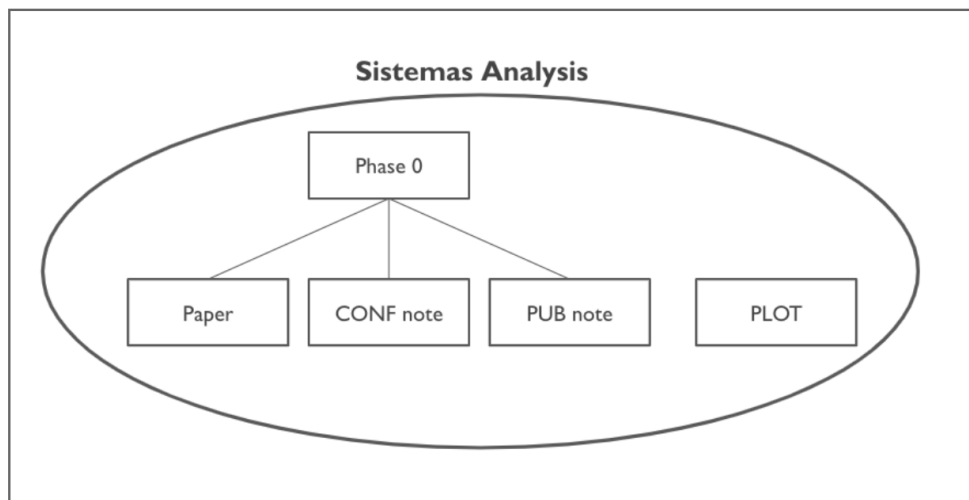 Sistemas Analysis
Phase 0
Paper
CONF note
PUB note
PLOT